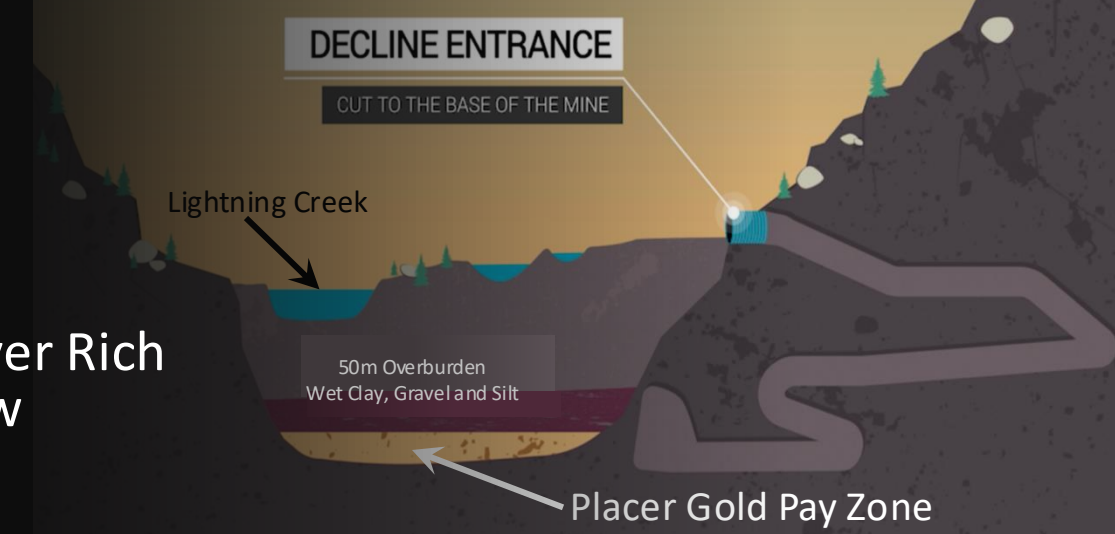 DECLINE ENTRANCE
CUT TO THE BASE OF THE MINE
Lightning Creek
Rich
50m Overburden
Wet Clay, Gravel and Silt
Placer Gold Pay Zone